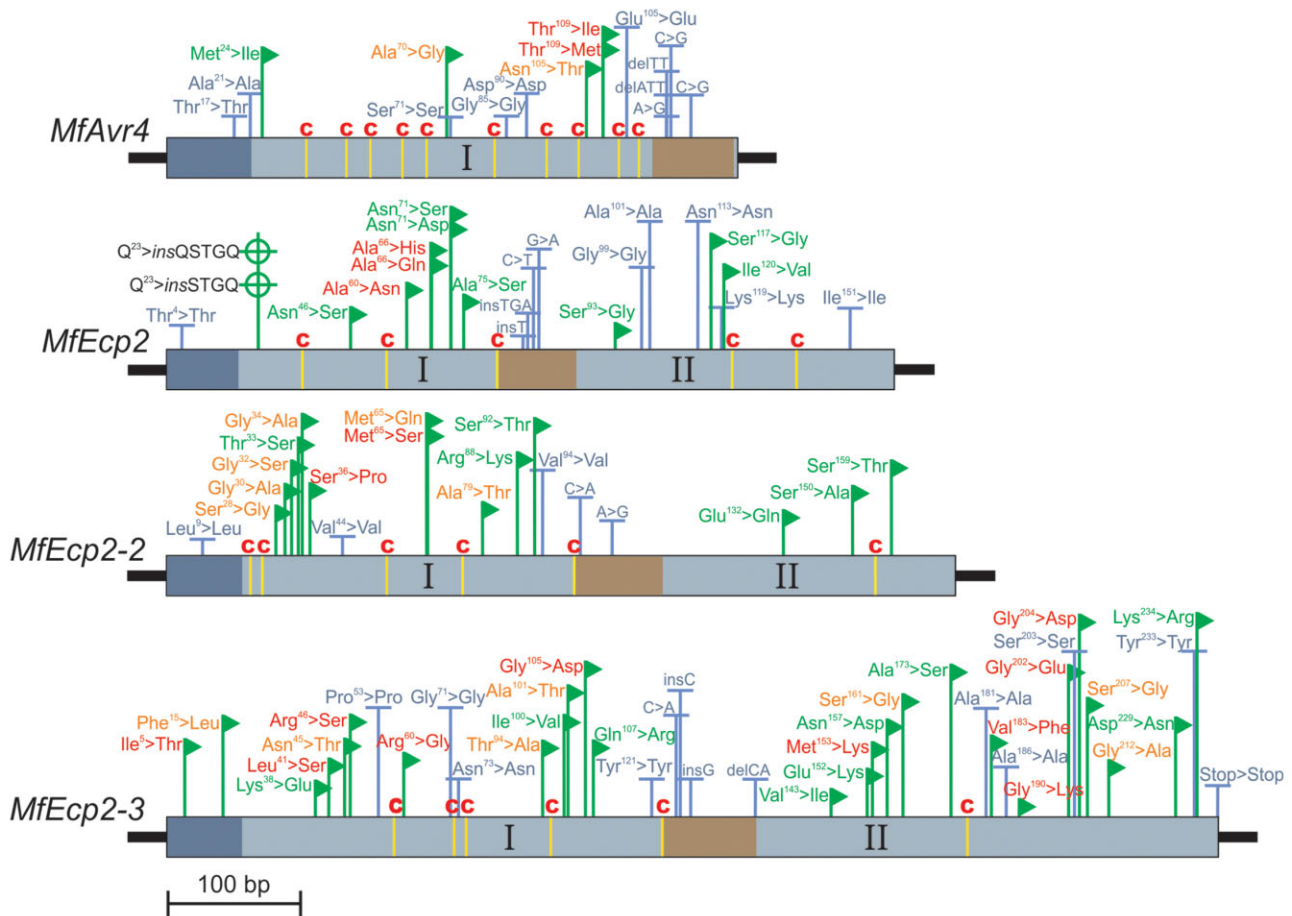 Thr¹⁰⁹>Ile
Glu¹⁰⁵>Glu
Met²⁴>Ile
Ala⁷⁰>Gly
Thr¹⁰⁹>Met
C>G
Asn¹⁰⁵>Thr
delTT
Ala²¹>Ala
Asp⁹⁰>Asp
delATT
C>G
Thr¹⁷>Thr
Ser⁷¹>Ser
Gly⁸⁵>Gly
A>G
MfAvr4
C C C C C C C C C C
I
Asn⁷¹>Ser
Asn⁷¹>Asp
Ala¹⁰¹>Ala
Asn¹¹³>Asn
Q²³>insQSTGQ
Ala⁶⁶>His
G>A
Ser¹¹⁷>Gly
Ala⁶⁶>Gln
C>T
Gly⁹⁹>Gly
Ile¹²⁰>Val
Q²³>insSTGQ
Ala⁶⁰>Asn
Ala⁷⁵>Ser
Lys¹¹⁹>Lys
Ile¹⁵¹>Ile
Thr⁴>Thr
Asn⁴⁶>Ser
insTGA
Ser⁹³>Gly
insT
MfEcp2
C C C C C
I II
Gly³⁴>Ala
Met⁶⁵>Gln
Ser⁹²>Thr
Thr³³>Ser
Met⁶⁵>Ser
Gly³²>Ser
Ser³⁶>Pro
Arg⁸⁸>Lys
Val⁹⁴>Val
Ser¹⁵⁹>Thr
Gly³⁰>Ala
Ala⁷⁹>Thr
C>A
Ser¹⁵⁰>Ala
Ser²⁸>Gly
A>G
Glu¹³²>Gln
Leu⁹>Leu
Val⁴⁴>Val
MfEcp2-2
C C C C C C
I II
Gly²⁰⁴>Asp
Lys²³⁴>Arg
Ser²⁰³>Ser
Tyr²³³>Tyr
Gly¹⁰⁵>Asp
Ala¹⁷³>Ser
Gly²⁰²>Glu
Pro⁵³>Pro
Gly⁷¹>Gly
Ala¹⁰¹>Thr
insC
Ser¹⁶¹>Gly
Ala¹⁸¹>Ala
Ser²⁰⁷>Gly
Phe¹⁵>Leu
Arg⁴⁶>Ser
Ile¹⁰⁰>Val
C>A
Asn¹⁵⁷>Asp
Val¹⁸³>Phe
Asp²²⁹>Asn
Ile⁵>Thr
Asn⁴⁵>Thr
Arg⁶⁰>Gly
Thr⁹⁴>Ala
Gln¹⁰⁷>Arg
Met¹⁵³>Lys
Ala¹⁸⁶>Ala
Gly²¹²>Ala
Leu⁴¹>Ser
Asn⁷³>Asn
Tyr¹²¹>Tyr
insG
delCA
Glu¹⁵²>Lys
Gly¹⁹⁰>Lys
Stop>Stop
Lys³⁸>Glu
Val¹⁴³>Ile
MfEcp2-3
C C C C C C
I II
100 bp